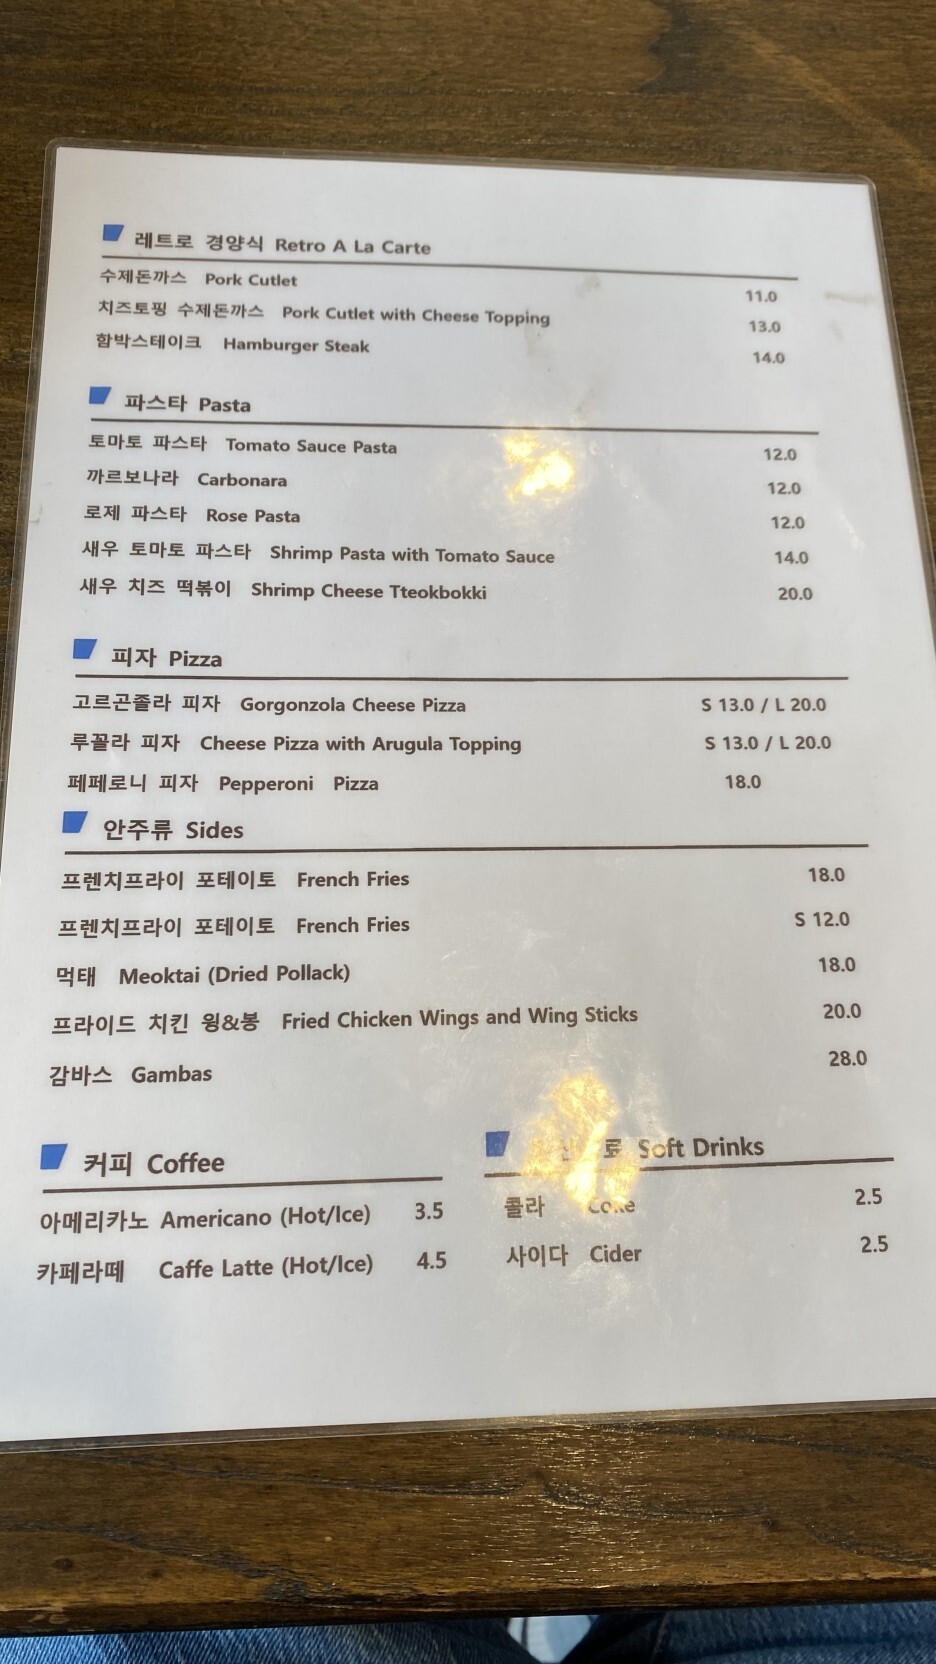 레트로 경양식 Retro A La Carte
수제돈까스 Pork Cutlet 11.0
치즈토핑 수제돈까스 Pork Cutlet with Cheese Topping 13.0
함박스테이크 Hamburger Steak 14.0
파스타 Pasta
토마토 파스타 Tomato Sauce Pasta 12.0
까르보나라 Carbonara 12.0
로제 파스타 Rose Pasta 12.0
새우 토마토 파스타 Shrimp Pasta with Tomato Sauce 14.0
새우 치즈 떡볶이 Shrimp Cheese Tteokbokki 20.0
피자 Pizza
고르곤졸라 피자 Gorgonzola Cheese Pizza S 13.0 / L 20.0
루꼴라 피자 Cheese Pizza with Arugula Topping S 13.0 / L 20.0
페페로니 피자 Pepperoni Pizza 18.0
안주류 Sides
프렌치프라이 포테이토 French Fries 18.0
프렌치프라이 포테이토 French Fries S 12.0
먹태 Meoktai (Dried Pollack) 18.0
프라이드 치킨 윙&봉 Fried Chicken Wings and Wing Sticks 20.0
감바스 Gambas 28.0
커피 Coffee
아메리카노 Americano (Hot/Ice) 3.5
카페라떼 Caffe Latte (Hot/Ice) 4.5
Soft Drinks
콜라 Coke 2.5
사이다 Cider 2.5